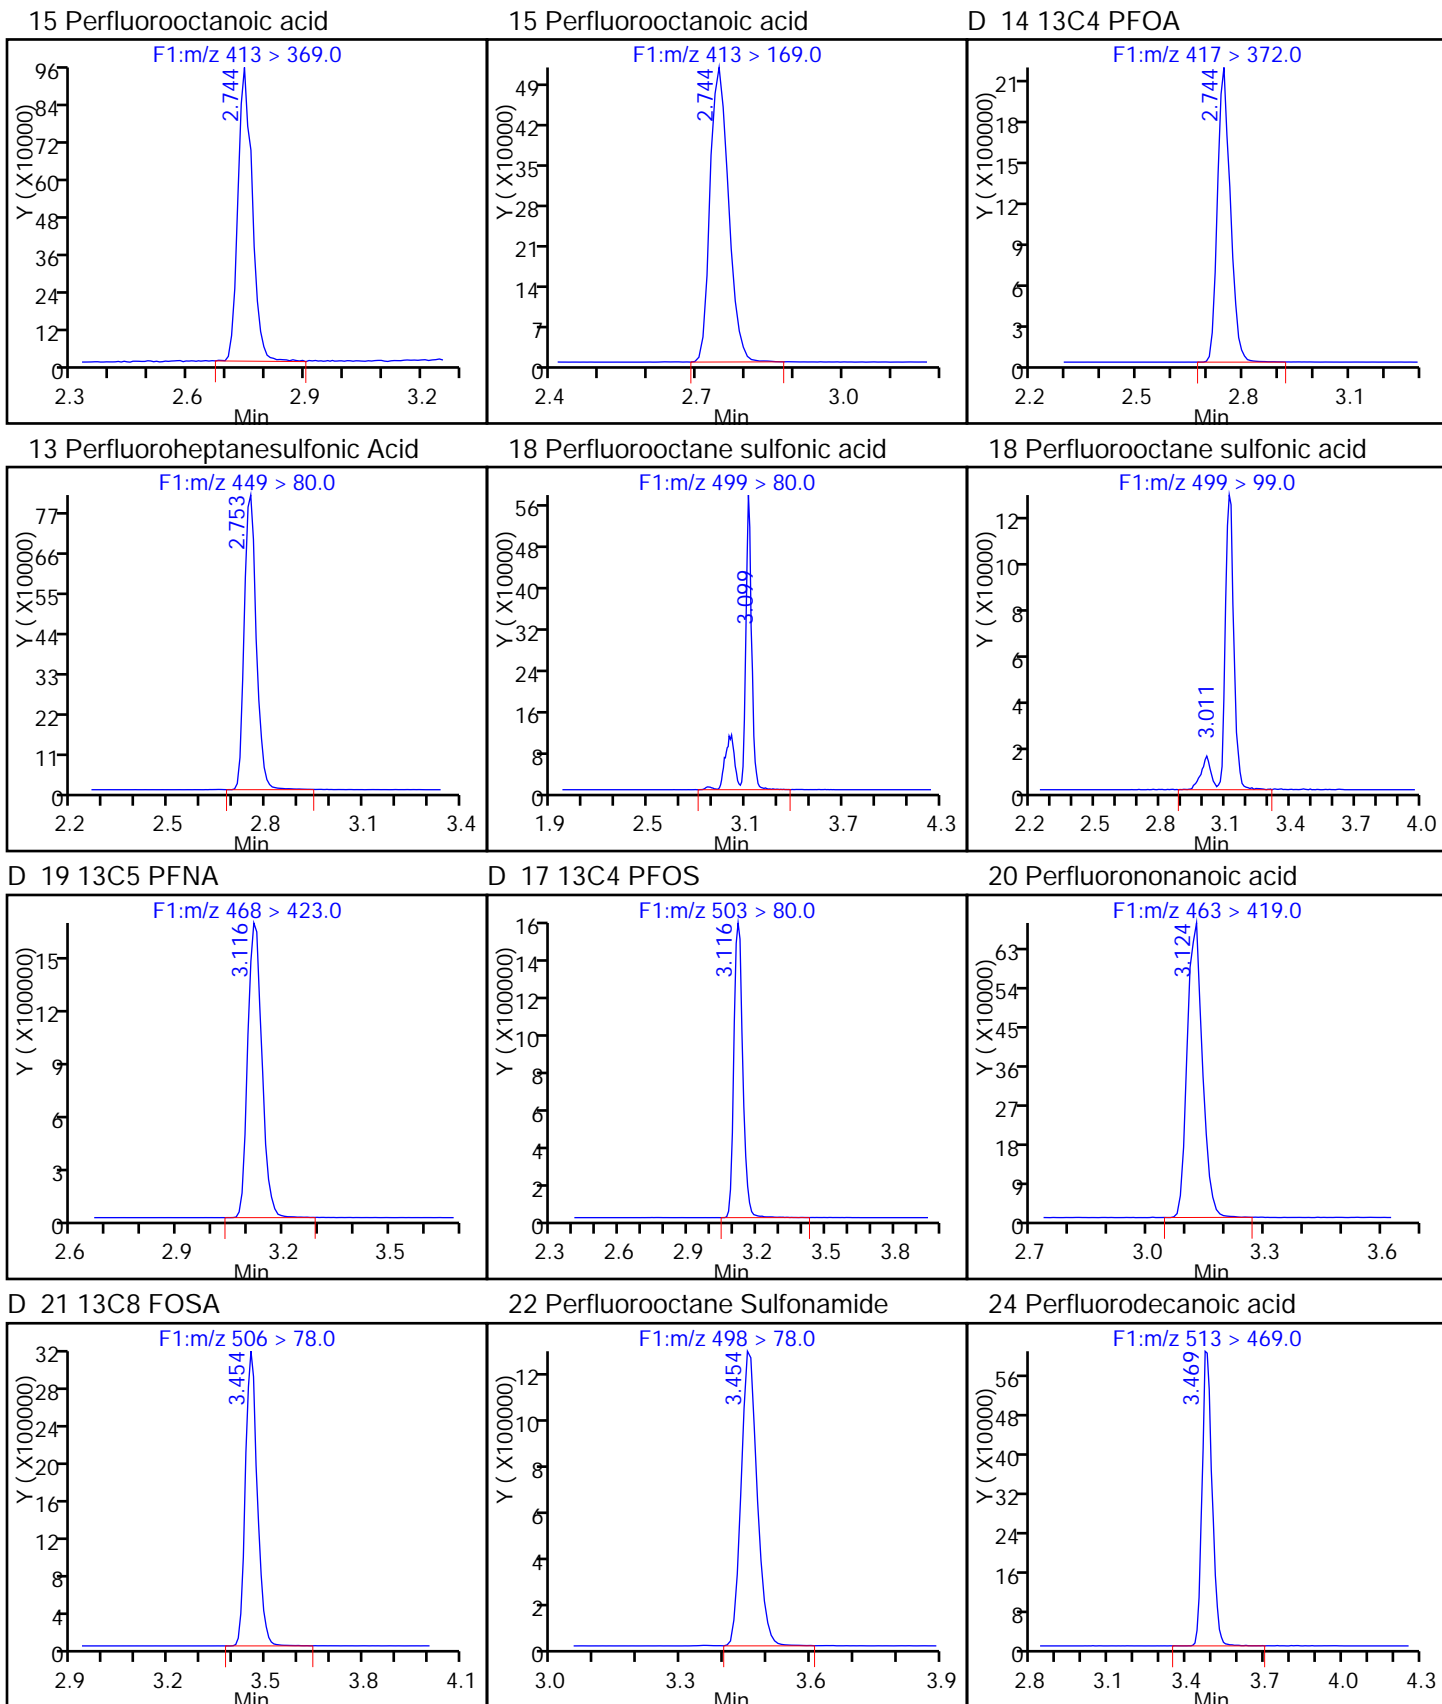 15 Perfluorooctanoic acid
F1:m/z 413 > 369.0
2.744
Y ( X10000)
96
84
72
60
48
36
24
12
0
2.3 2.6 2.9 3.2
Min
15 Perfluorooctanoic acid
F1:m/z 413 > 169.0
2.744
Y ( X10000)
49
42
35
28
21
14
7
0
2.4 2.7 3.0
Min
D 14 13C4 PFOA
F1:m/z 417 > 372.0
2.744
Y ( X100000)
21
18
15
12
9
6
3
0
2.2 2.5 2.8 3.1
Min
13 Perfluoroheptanesulfonic Acid
F1:m/z 449 > 80.0
2.753
Y ( X10000)
77
66
55
44
33
22
11
0
2.2 2.5 2.8 3.1 3.4
Min
18 Perfluorooctane sulfonic acid
F1:m/z 499 > 80.0
3.099
Y ( X10000)
56
48
40
32
24
16
8
0
1.9 2.5 3.1 3.7 4.3
Min
18 Perfluorooctane sulfonic acid
F1:m/z 499 > 99.0
3.011
Y ( X10000)
12
10
8
6
4
2
0
2.2 2.5 2.8 3.1 3.4 3.7 4.0
Min
D 19 13C5 PFNA
F1:m/z 468 > 423.0
3.116
Y ( X100000)
15
12
9
6
3
0
2.6 2.9 3.2 3.5
Min
D 17 13C4 PFOS
F1:m/z 503 > 80.0
3.116
Y ( X100000)
16
14
12
10
8
6
4
2
0
2.3 2.6 2.9 3.2 3.5 3.8
Min
20 Perfluorononanoic acid
F1:m/z 463 > 419.0
3.124
Y ( X10000)
63
54
45
36
27
18
9
0
2.7 3.0 3.3 3.6
Min
D 21 13C8 FOSA
F1:m/z 506 > 78.0
3.454
Y ( X100000)
32
28
24
20
16
12
8
4
0
2.9 3.2 3.5 3.8 4.1
Min
22 Perfluorooctane Sulfonamide
F1:m/z 498 > 78.0
3.454
Y ( X100000)
12
10
8
6
4
2
0
3.0 3.3 3.6 3.9
Min
24 Perfluorodecanoic acid
F1:m/z 513 > 469.0
3.469
Y ( X10000)
56
48
40
32
24
16
8
0
2.8 3.1 3.4 3.7 4.0 4.3
Min